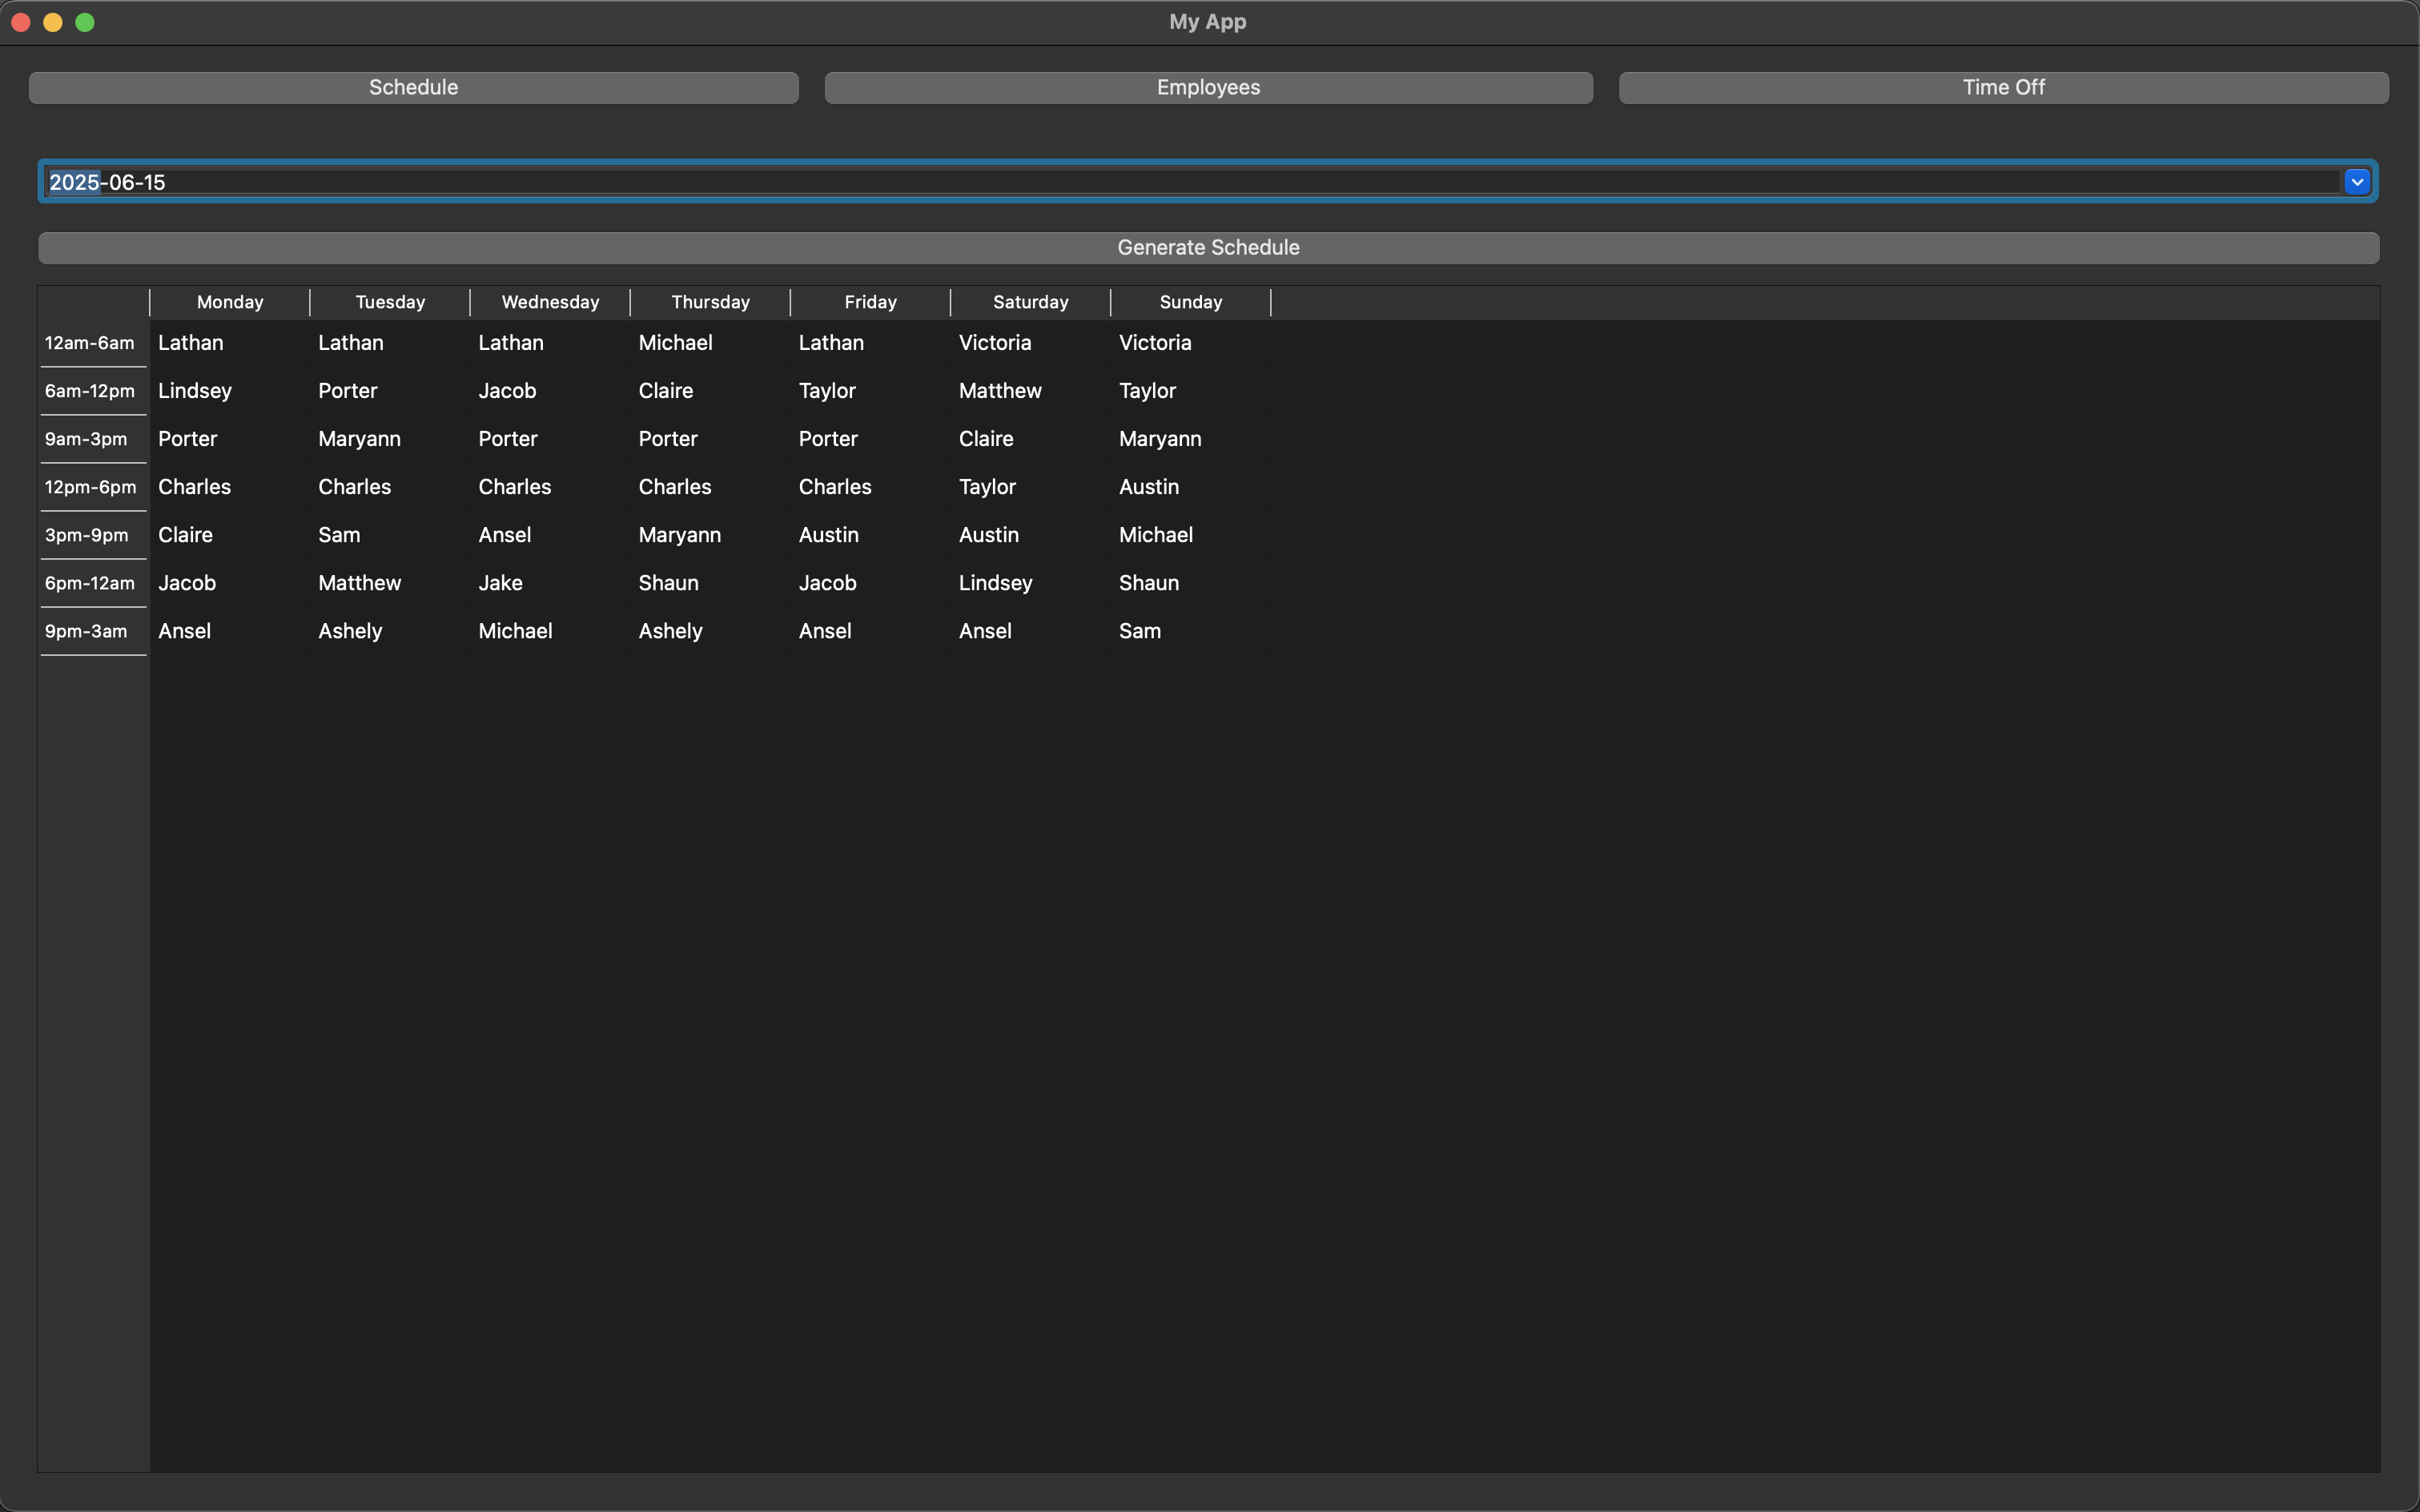 My App
Schedule Employees Time Off
2025-06-15
Generate Schedule
Monday Tuesday Wednesday Thursday Friday Saturday Sunday
12am-6am Lathan Lathan Lathan Michael Lathan Victoria Victoria
6am-12pm Lindsey Porter Jacob Claire Taylor Matthew Taylor
9am-3pm Porter Maryann Porter Porter Porter Claire Maryann
12pm-6pm Charles Charles Charles Charles Charles Taylor Austin
3pm-9pm Claire Sam Ansel Maryann Austin Austin Michael
6pm-12am Jacob Matthew Jake Shaun Jacob Lindsey Shaun
9pm-3am Ansel Ashely Michael Ashely Ansel Ansel Sam